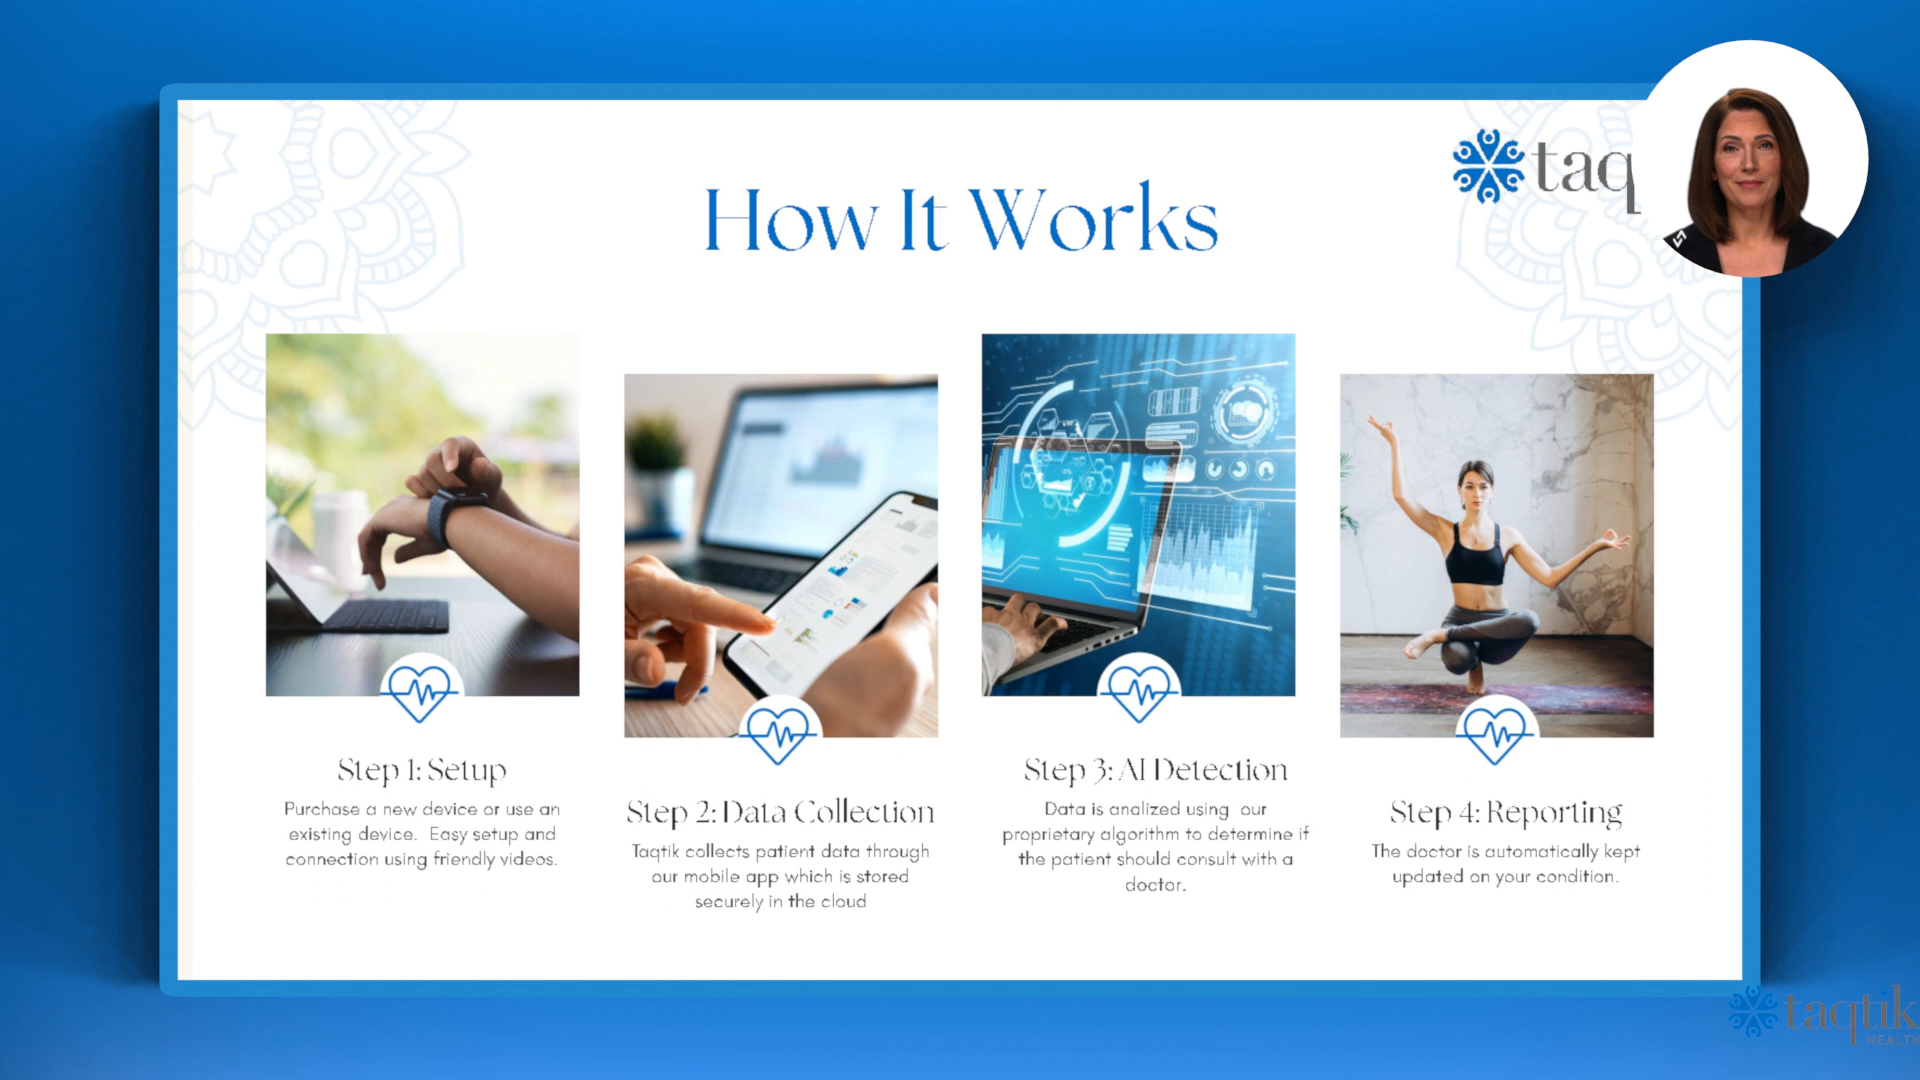 taq
How It Works
Step 1: Setup
Purchase a new device or use an
existing device. Easy setup and
connection using friendly videos.
Step 2: Data Collection
Taqtik collects patient data through
our mobile app which is stored
securely in the cloud
Step 3: AI Detection
Data is analized using our
proprietary algorithm to determine if
the patient should consult with a
doctor.
Step 4: Reporting
The doctor is automatically kept
updated on your condition.
taqtik
HEALTH